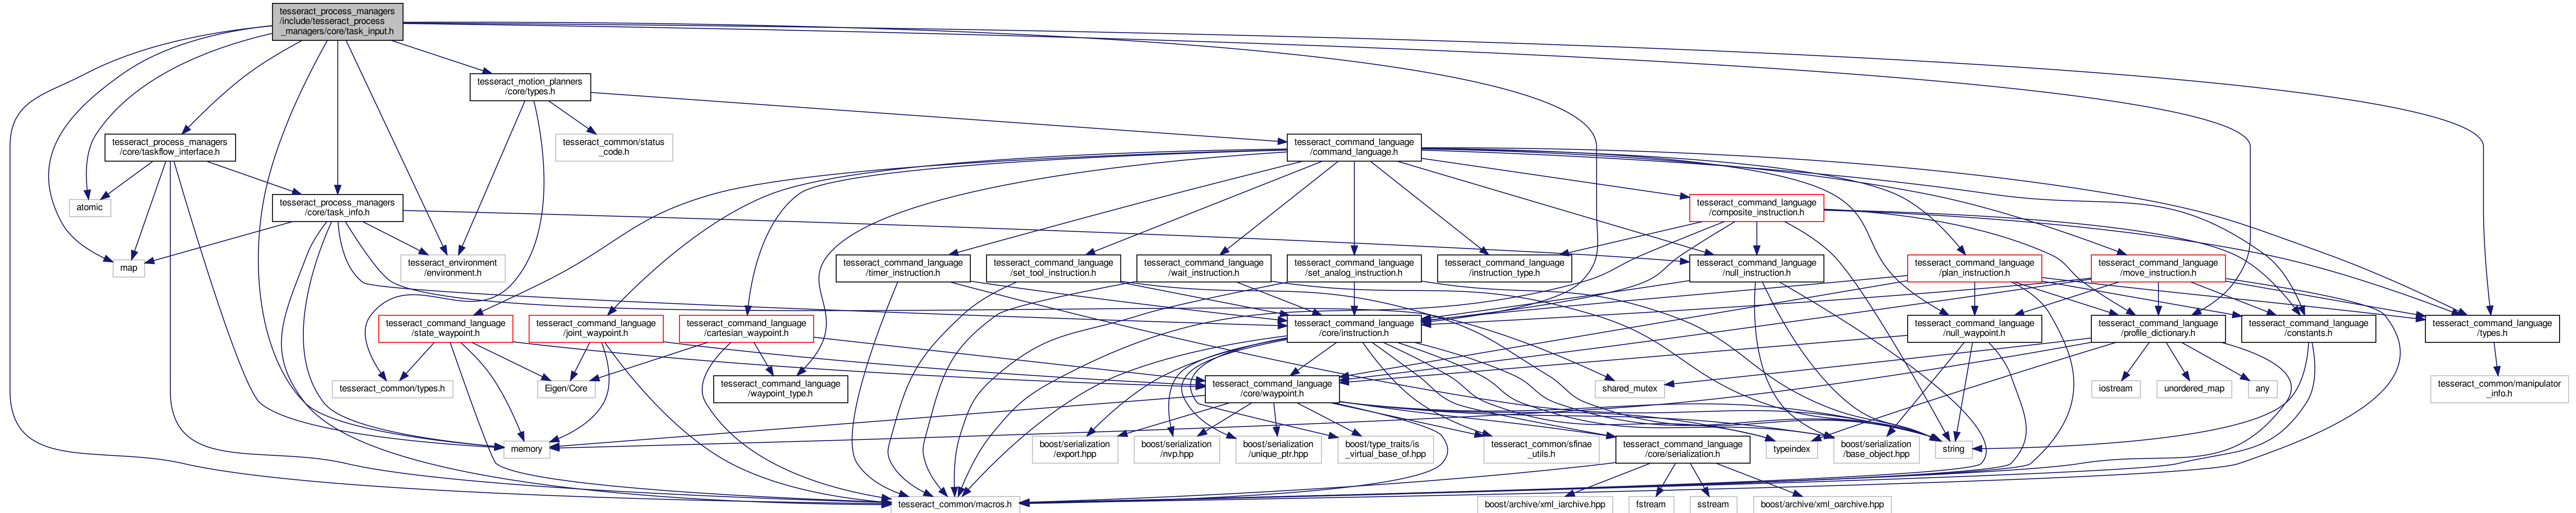 tesseract_process_managers
/include/tesseract_process
_managers/core/task_input.h
tesseract_motion_planners
/core/types.h
tesseract_process_managers
/core/taskflow_interface.h
tesseract_common/status
_code.h
tesseract_command_language
/command_language.h
atomic
tesseract_process_managers
/core/task_info.h
tesseract_command_language
/composite_instruction.h
map
tesseract_environment
/environment.h
tesseract_command_language
/timer_instruction.h
tesseract_command_language
/set_tool_instruction.h
tesseract_command_language
/wait_instruction.h
tesseract_command_language
/set_analog_instruction.h
tesseract_command_language
/instruction_type.h
tesseract_command_language
/null_instruction.h
tesseract_command_language
/plan_instruction.h
tesseract_command_language
/move_instruction.h
tesseract_command_language
/state_waypoint.h
tesseract_command_language
/joint_waypoint.h
tesseract_command_language
/cartesian_waypoint.h
tesseract_command_language
/core/instruction.h
tesseract_command_language
/null_waypoint.h
tesseract_command_language
/profile_dictionary.h
tesseract_command_language
/constants.h
tesseract_command_language
/types.h
tesseract_common/types.h
Eigen/Core
tesseract_command_language
/waypoint_type.h
tesseract_command_language
/core/waypoint.h
shared_mutex
iostream
unordered_map
any
tesseract_common/manipulator
_info.h
memory
boost/serialization
/export.hpp
boost/serialization
/nvp.hpp
boost/serialization
/unique_ptr.hpp
boost/type_traits/is
_virtual_base_of.hpp
tesseract_common/sfinae
_utils.h
tesseract_command_language
/core/serialization.h
typeindex
boost/serialization
/base_object.hpp
string
tesseract_common/macros.h
boost/archive/xml_iarchive.hpp
fstream
sstream
boost/archive/xml_oarchive.hpp